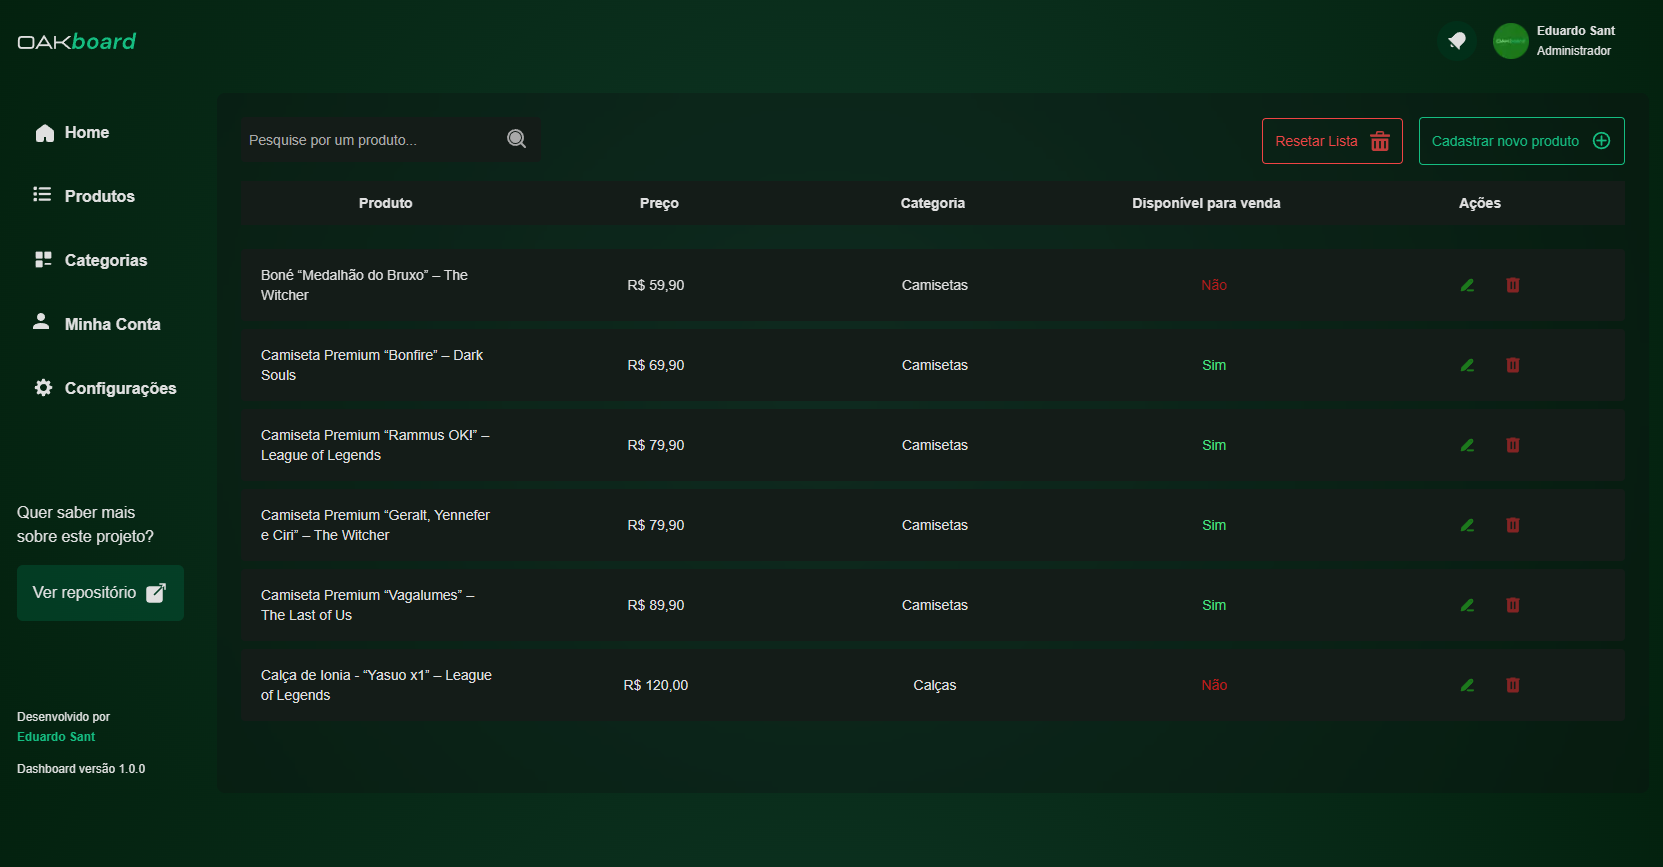 OAKboard
Eduardo Sant
Administrador
Home
Produtos
Categorias
Minha Conta
Configurações
Quer saber mais
sobre este projeto?
Ver repositório
Desenvolvido por
Eduardo Sant
Dashboard versão 1.0.0
Pesquise por um produto...
Resetar Lista
Cadastrar novo produto
Produto Preço Categoria Disponível para venda Ações
Boné “Medalhão do Bruxo” – The
Witcher
R$ 59,90 Camisetas Não
Camiseta Premium “Bonfire” – Dark
Souls
R$ 69,90 Camisetas Sim
Camiseta Premium “Rammus OK!” –
League of Legends
R$ 79,90 Camisetas Sim
Camiseta Premium “Geralt, Yennefer
e Ciri” – The Witcher
R$ 79,90 Camisetas Sim
Camiseta Premium “Vagalumes” –
The Last of Us
R$ 89,90 Camisetas Sim
Calça de Ionia - “Yasuo x1” – League
of Legends
R$ 120,00 Calças Não